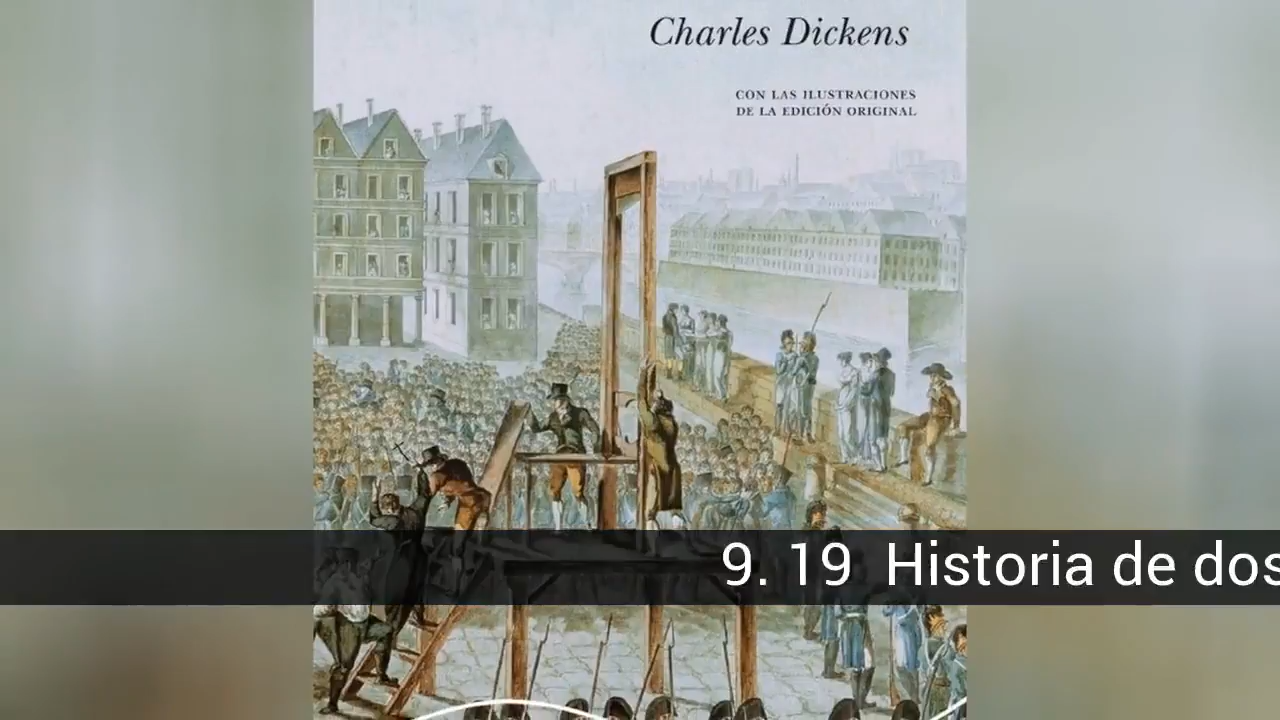 Charles Dickens
CON LAS ILUSTRACIONES
DE LA EDICIÓN ORIGINAL
9. 19 Historia de dos